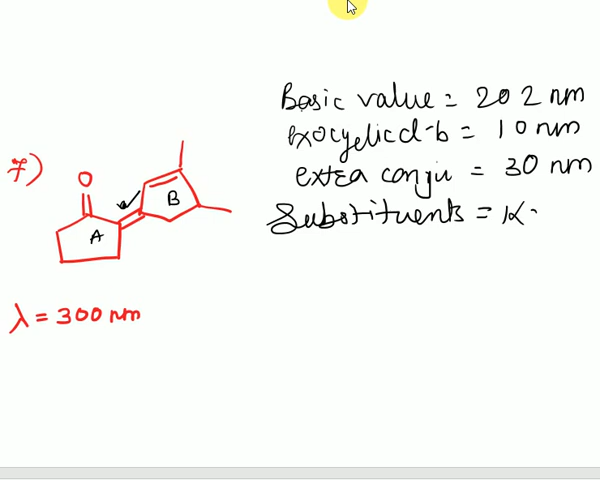 Basic value = 202 nm
Exocyclic d-b = 10 nm
extra conju = 30 nm
Substituents = α-
7)
O
A
B
λ = 300 nm